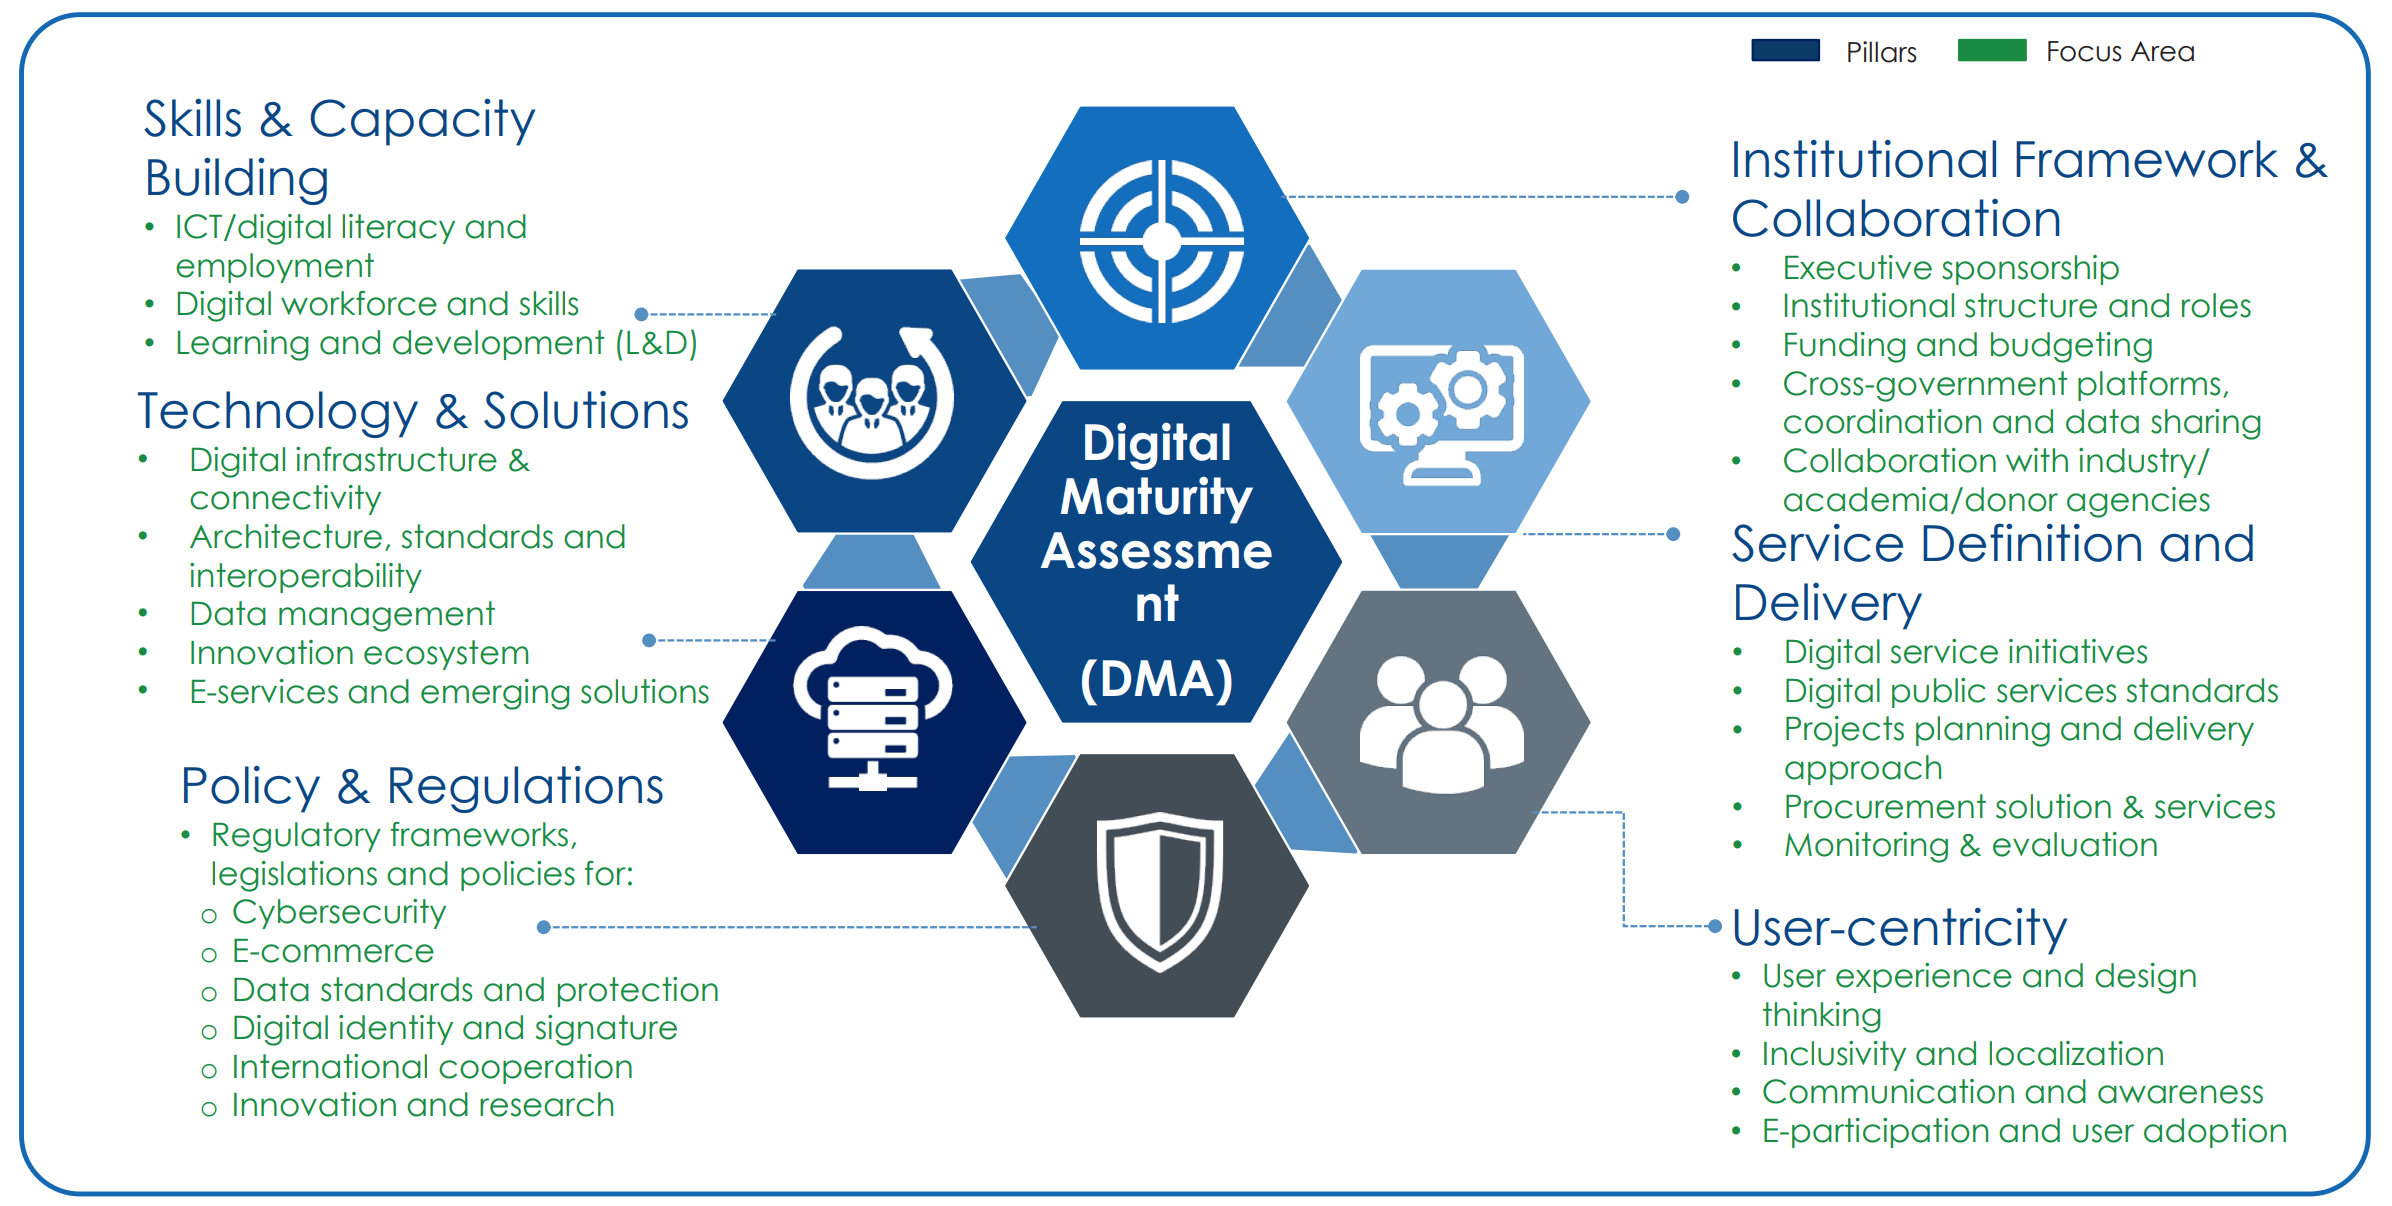 Pillars
Focus Area
Skills & Capacity
Building
• ICT/digital literacy and
employment
• Digital workforce and skills
• Learning and development (L&D)
Technology & Solutions
• Digital infrastructure &
connectivity
• Architecture, standards and
interoperability
• Data management
• Innovation ecosystem
• E-services and emerging solutions
Policy & Regulations
• Regulatory frameworks,
legislations and policies for:
o Cybersecurity
o E-commerce
o Data standards and protection
o Digital identity and signature
o International cooperation
o Innovation and research
Digital
Maturity
Assessme
nt
(DMA)
Institutional Framework &
Collaboration
• Executive sponsorship
• Institutional structure and roles
• Funding and budgeting
• Cross-government platforms,
coordination and data sharing
• Collaboration with industry/
academia/donor agencies
Service Definition and
Delivery
• Digital service initiatives
• Digital public services standards
• Projects planning and delivery
approach
• Procurement solution & services
• Monitoring & evaluation
User-centricity
• User experience and design
thinking
• Inclusivity and localization
• Communication and awareness
• E-participation and user adoption